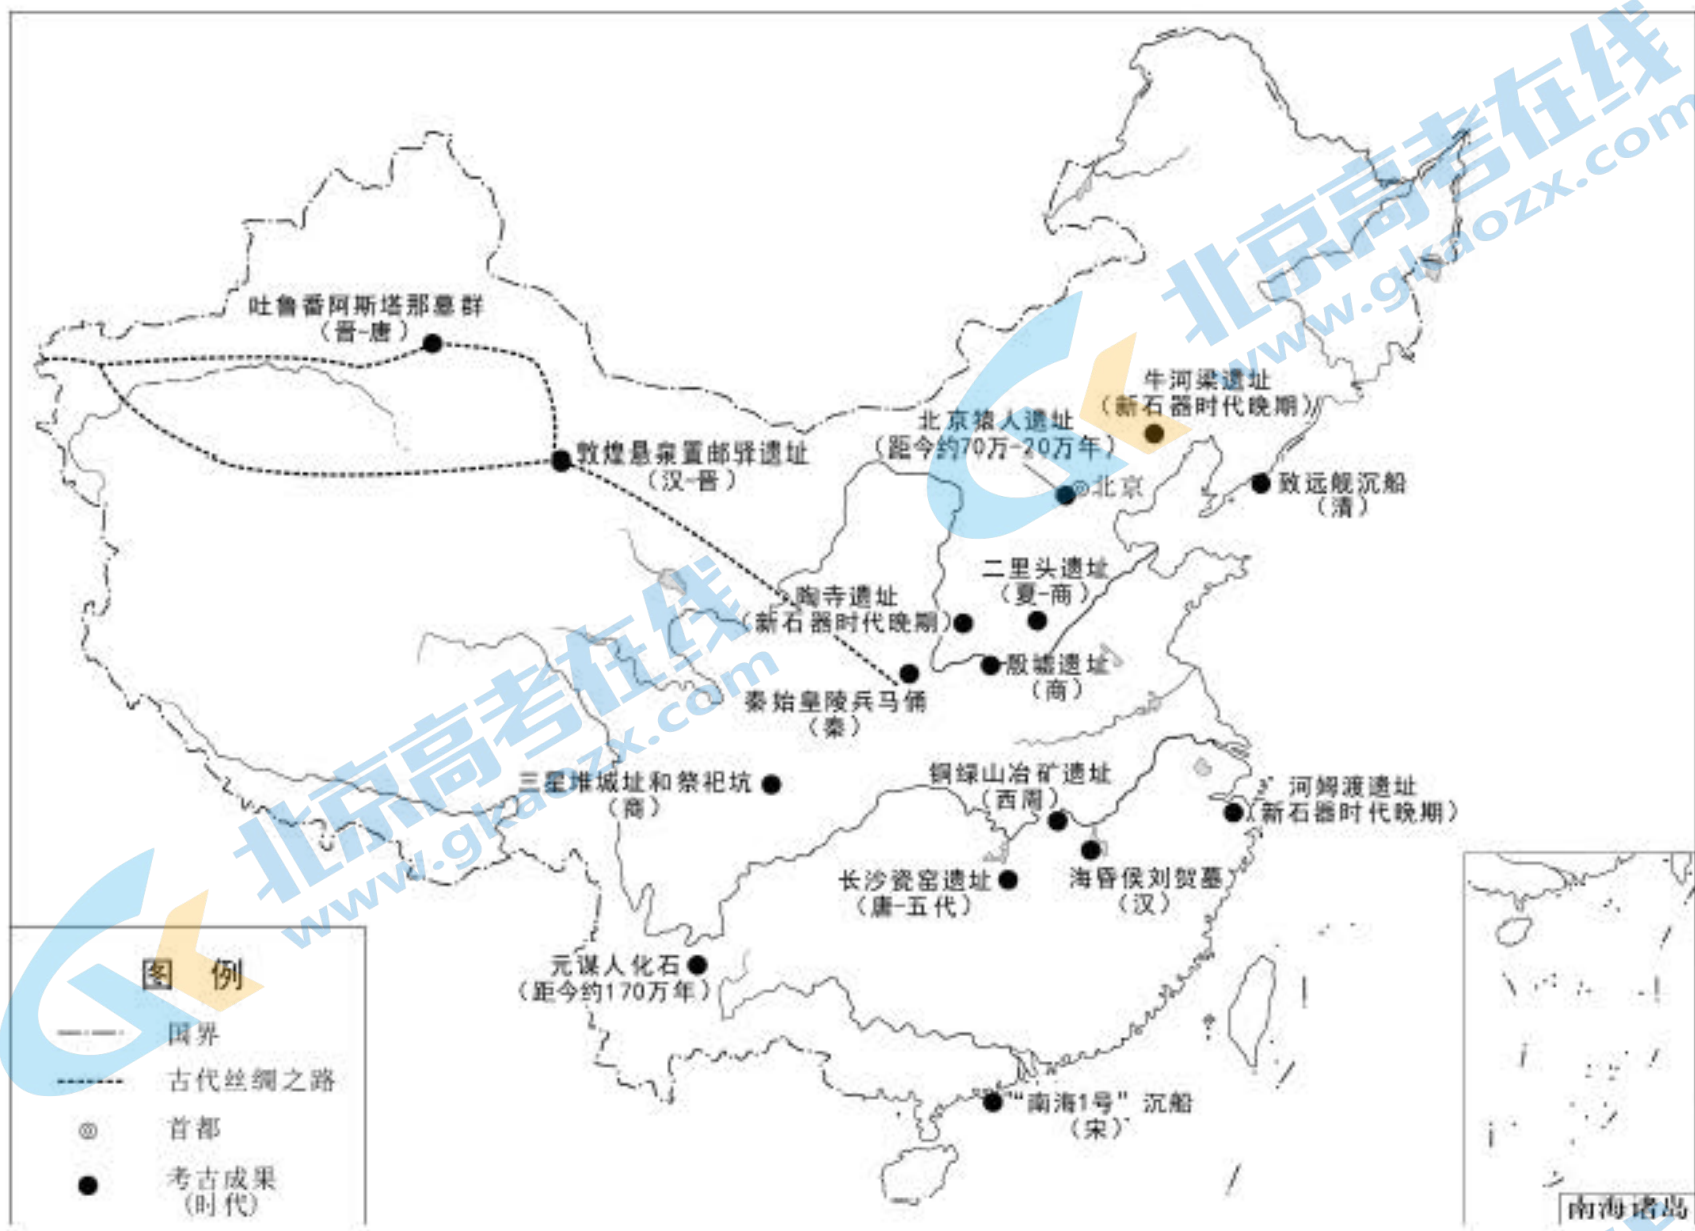 北京高考在线
www.gkaozx.com
吐鲁番阿斯塔那墓群
（晋-唐）
牛河梁遗址
（新石器时代晚期）
北京猿人遗址
（距今约70万-20万年）
敦煌悬泉置邮驿遗址
（汉-晋）
北京
致远舰沉船
（清）
二里头遗址
（夏-商）
陶寺遗址
（新石器时代晚期）
殷墟遗址
（商）
秦始皇陵兵马俑
（秦）
北京高考在线
www.gkaozx.com
三星堆城址和祭祀坑
（商）
铜绿山冶矿遗址
（西周）
河姆渡遗址
（新石器时代晚期）
长沙瓷窑遗址
（唐-五代）
海昏侯刘贺墓
（汉）
元谋人化石
（距今约170万年）
“南海1号”沉船
（宋）
图 例
国界
古代丝绸之路
首都
考古成果
（时代）
南海诸岛